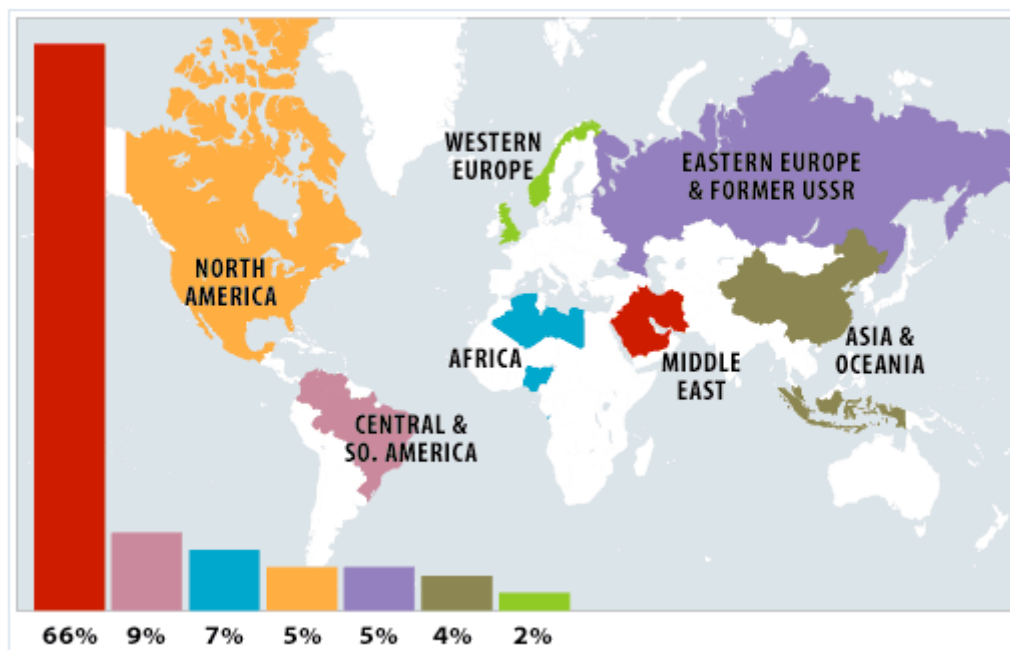 WESTERN
EUROPE
EASTERN EUROPE
& FORMER USSR
NORTH
AMERICA
AFRICA
MIDDLE
EAST
ASIA &
OCEANIA
CENTRAL &
SO. AMERICA
66% 9% 7% 5% 5% 4% 2%